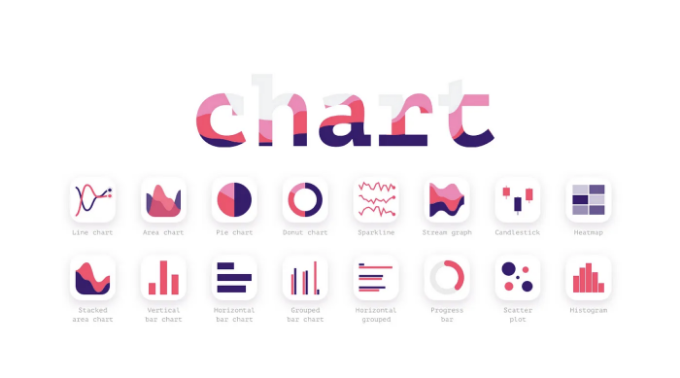 chart
Line chart
Area chart
Pie chart
Donut chart
Sparkline
Stream graph
Candlestick
Heatmap
Stacked
area chart
Vertical
bar chart
Horizontal
bar chart
Grouped
bar chart
Horizontal
grouped
Progress
bar
Scatter
plot
Histogram